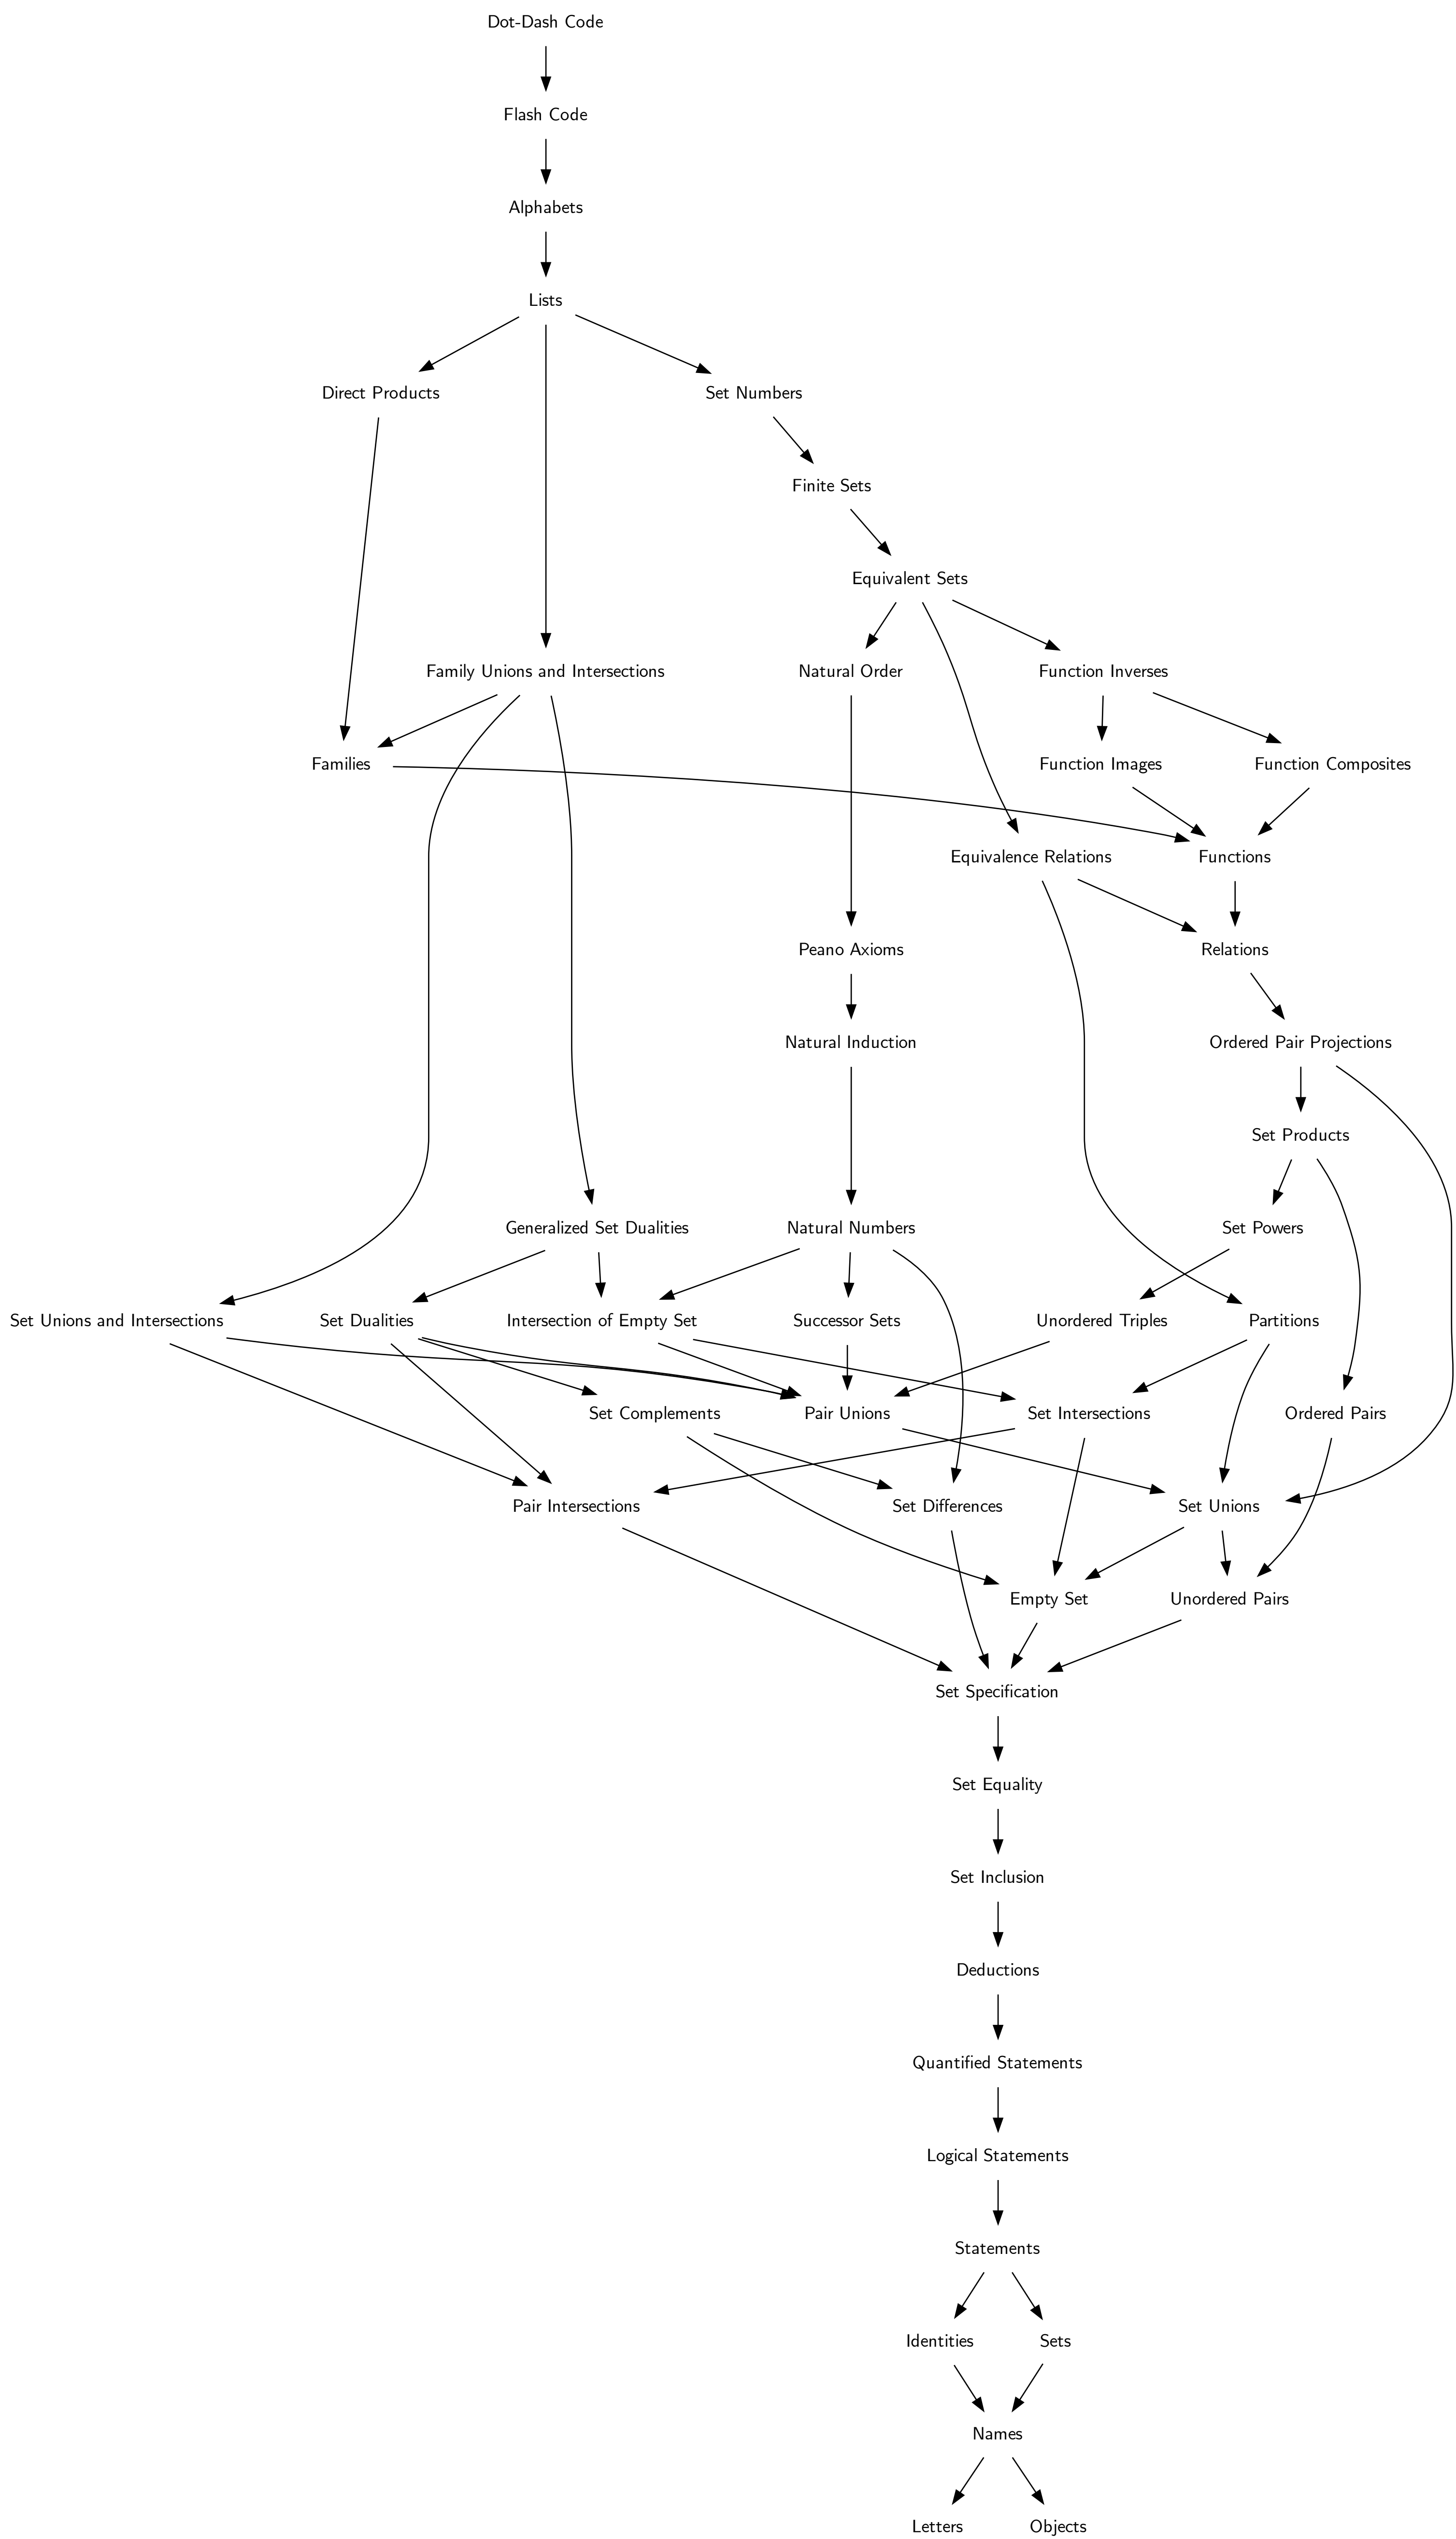 Dot-Dash Code
Flash Code
Alphabets
Lists
Direct Products
Set Numbers
Finite Sets
Equivalent Sets
Family Unions and Intersections
Natural Order
Function Inverses
Families
Function Images
Function Composites
Equivalence Relations
Functions
Peano Axioms
Relations
Natural Induction
Ordered Pair Projections
Set Products
Generalized Set Dualities
Natural Numbers
Set Powers
Set Unions and Intersections
Set Dualities
Intersection of Empty Set
Successor Sets
Unordered Triples
Partitions
Set Complements
Pair Unions
Set Intersections
Ordered Pairs
Pair Intersections
Set Differences
Set Unions
Empty Set
Unordered Pairs
Set Specification
Set Equality
Set Inclusion
Deductions
Quantified Statements
Logical Statements
Statements
Identities
Sets
Names
Letters
Objects